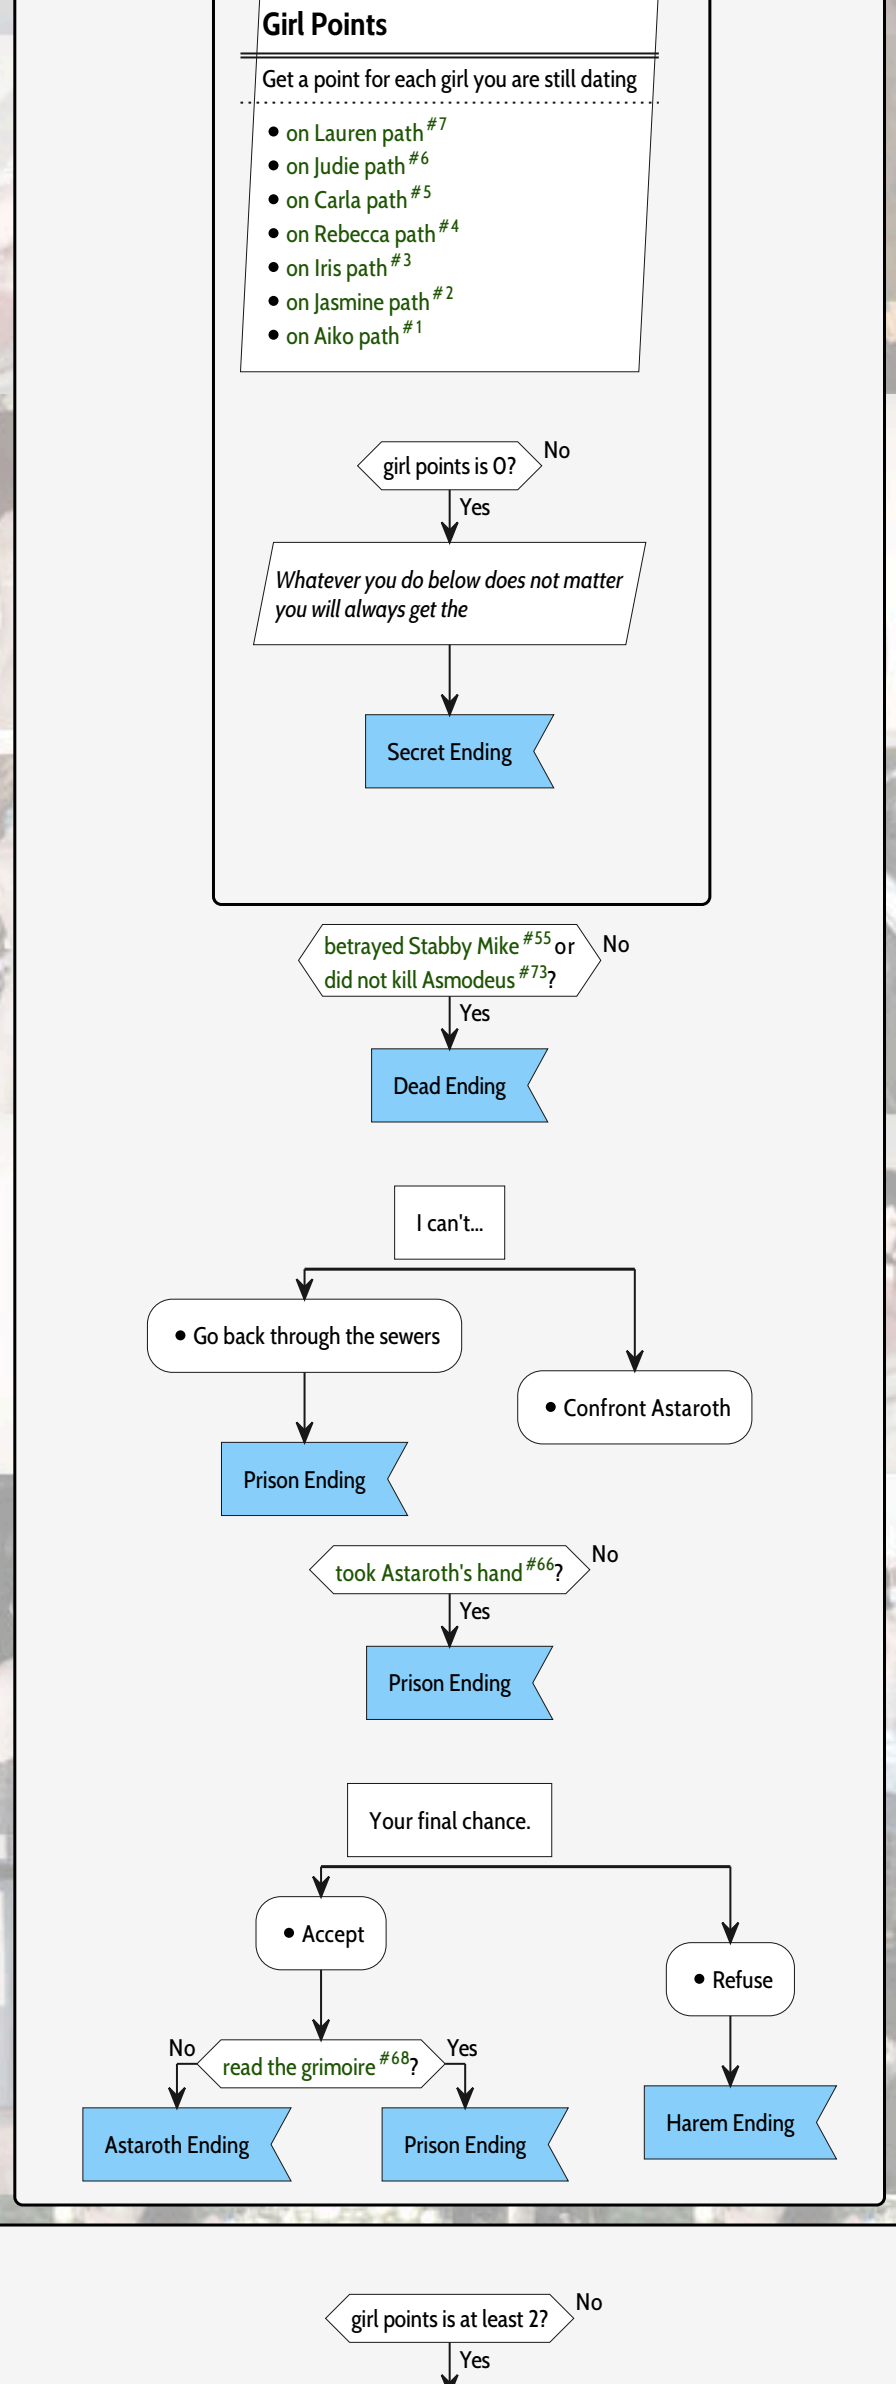 Girl Points
Get a point for each girl you are still dating
• on Lauren path #7
• on Judie path #6
• on Carla path #5
• on Rebecca path #4
• on Iris path #3
• on Jasmine path #2
• on Aiko path #1
girl points is 0?
No
Yes
Whatever you do below does not matter
you will always get the
Secret Ending
betrayed Stabby Mike #55 or
did not kill Asmodeus #73?
No
Yes
Dead Ending
I can't...
• Go back through the sewers
• Confront Astaroth
Prison Ending
took Astaroth's hand #66?
No
Yes
Prison Ending
Your final chance.
• Accept
• Refuse
No
read the grimoire #68?
Yes
Astaroth Ending
Prison Ending
Harem Ending
girl points is at least 2?
No
Yes